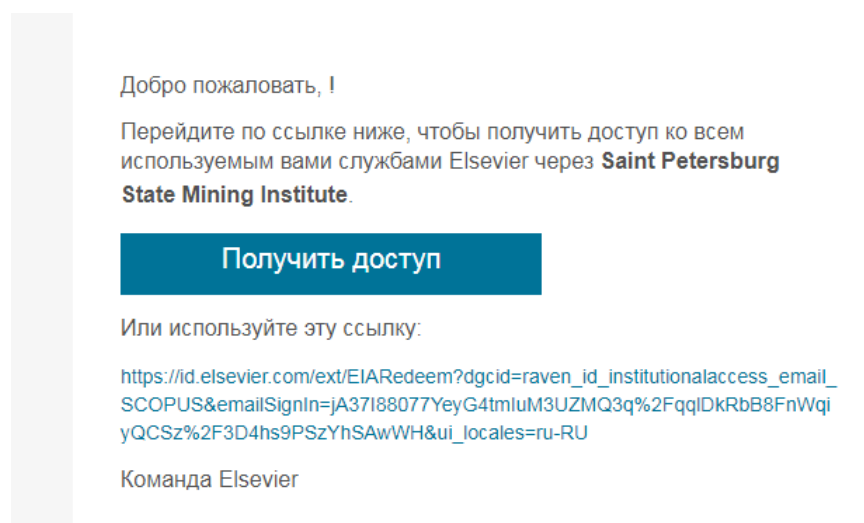 Добро пожаловать, !
Перейдите по ссылке ниже, чтобы получить доступ ко всем
используемым вами службами Elsevier через Saint Petersburg
State Mining Institute.
Получить доступ
Или используйте эту ссылку:
https://id.elsevier.com/ext/EIARedeem?dgcid=raven_id_institutionalaccess_email_
SCOPUS&emailSignIn=jA37I88077YeyG4tmIuM3UZMQ3q%2FqqlDkRbB8FnWqi
yQCSz%2F3D4hs9PSzYhSAwWH&ui_locales=ru-RU
Команда Elsevier